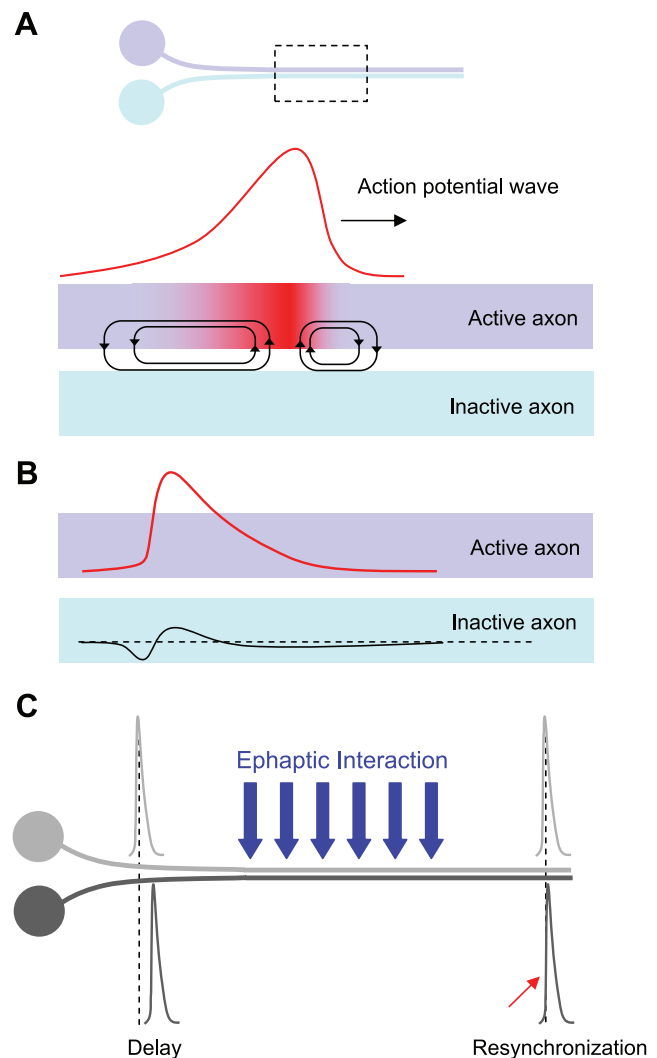 A
Action potential wave
Active axon
Inactive axon
B
Active axon
Inactive axon
C
Ephaptic Interaction
Delay
Resynchronization